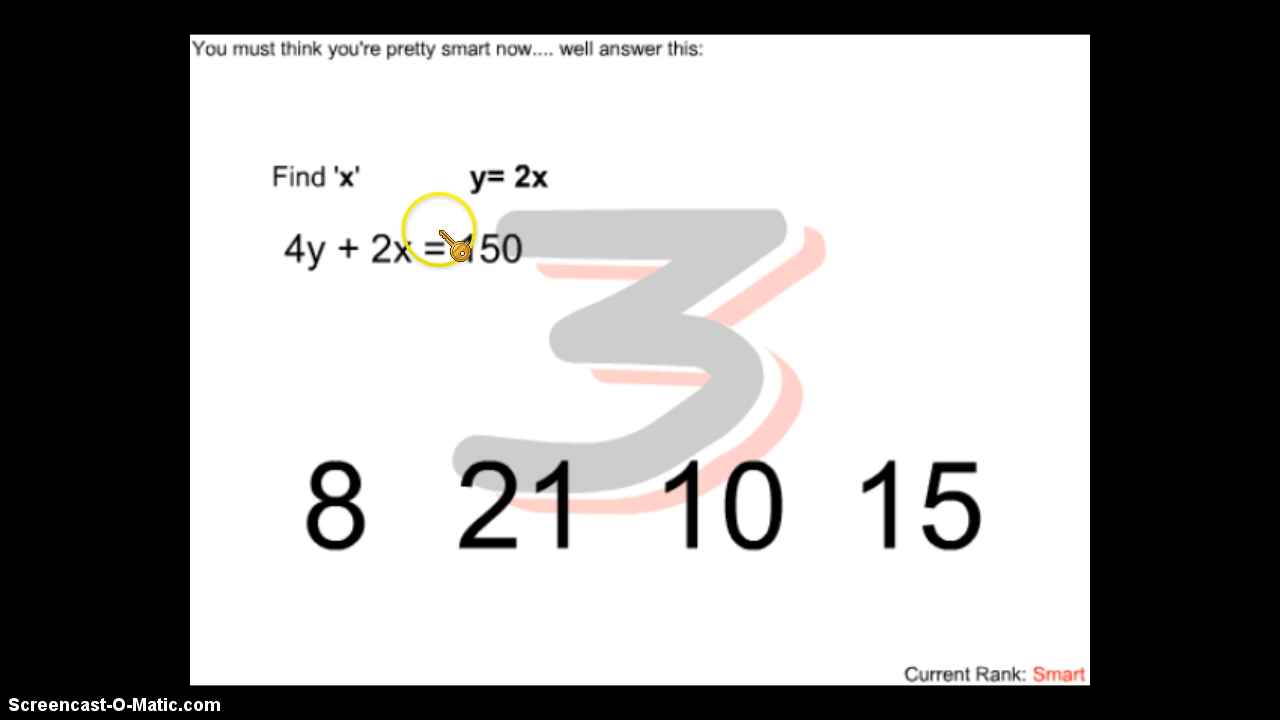 You must think you're pretty smart now.... well answer this:
Find 'x' y= 2x
4y + 2x = 150
3
8 21 10 15
Current Rank: Smart
Screencast-O-Matic.com